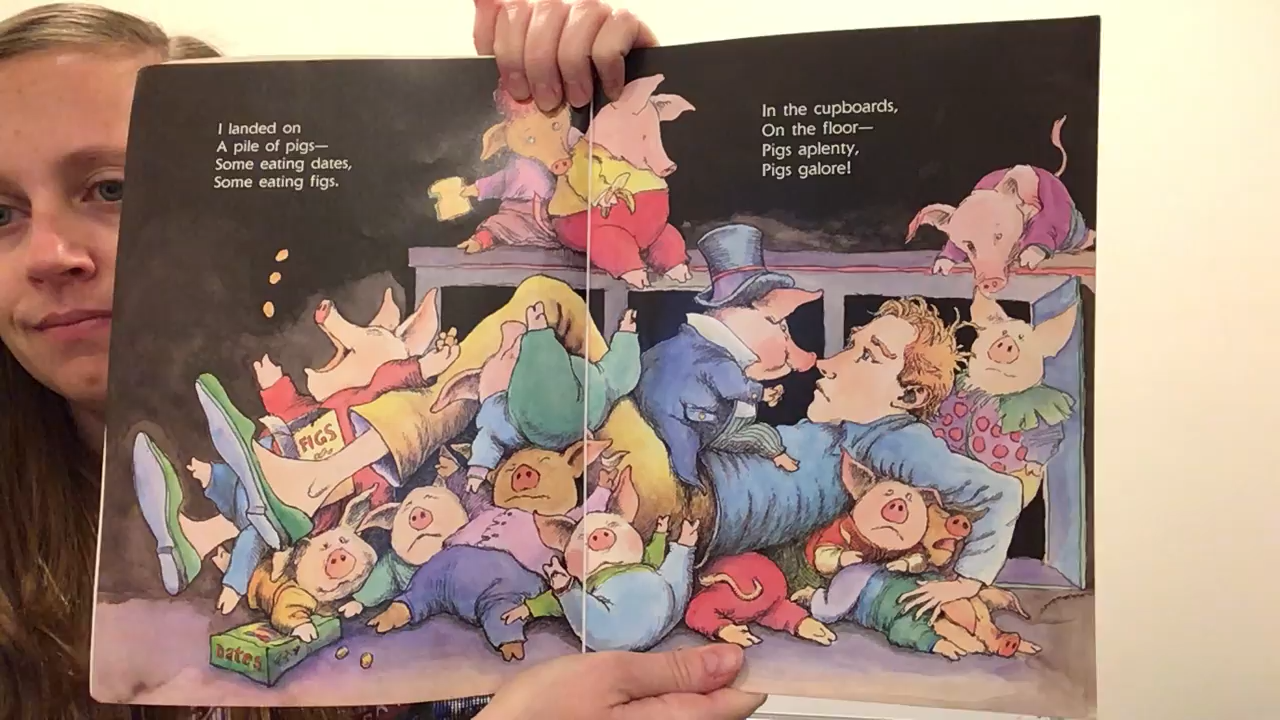 I landed on
A pile of pigs—
Some eating dates,
Some eating figs.
In the cupboards,
On the floor—
Pigs aplenty,
Pigs galore!
FIGS
Dates